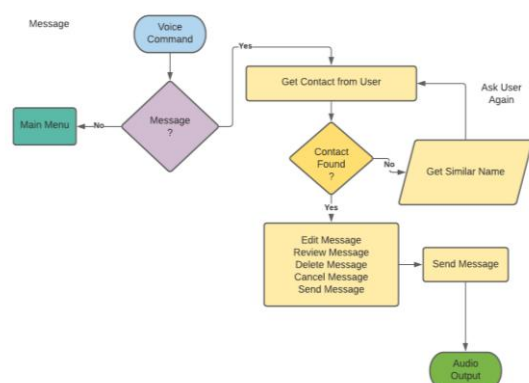 Message
Voice
Command
Yes
Get Contact from User
Ask User
Again
Main Menu
No
Message
?
Contact
Found
?
No
Get Similar Name
Yes
Edit Message
Review Message
Delete Message
Cancel Message
Send Message
Send Message
Audio
Output